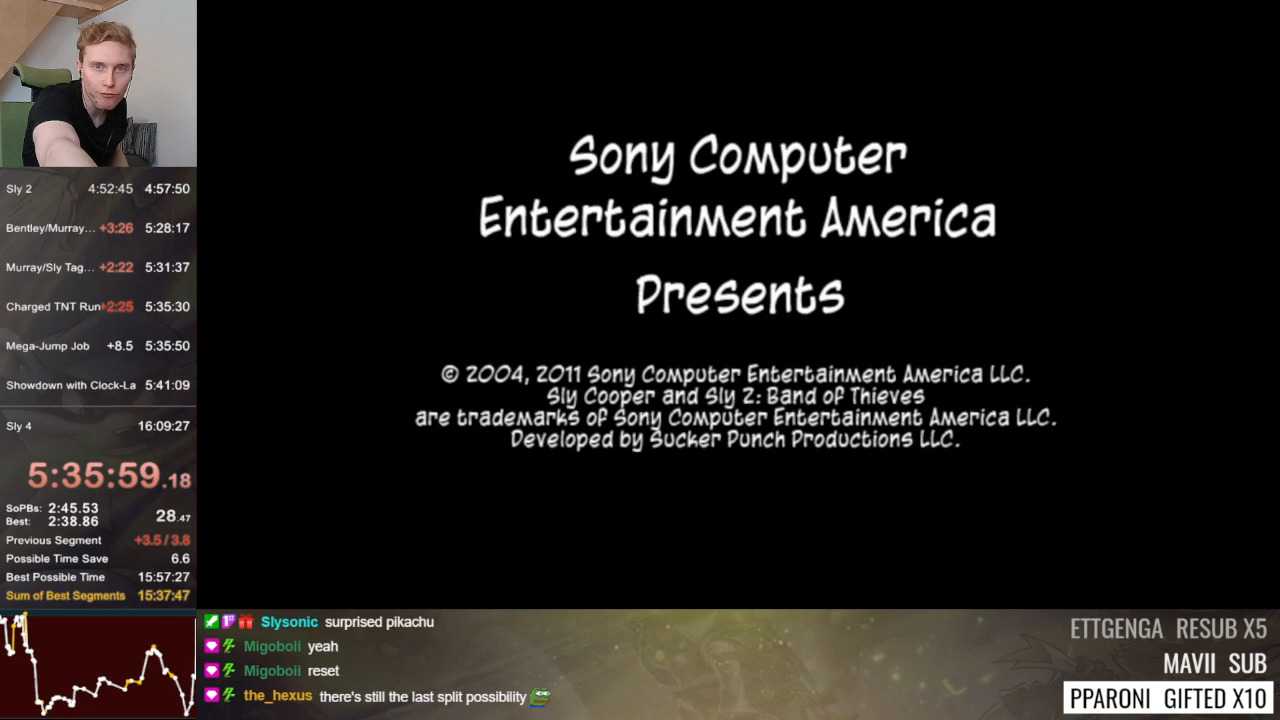 Sony Computer
Entertainment America
Presents
© 2004, 2011 Sony Computer Entertainment America LLC.
Sly Cooper and Sly 2: Band of Thieves
are trademarks of Sony Computer Entertainment America LLC.
Developed by Sucker Punch Productions LLC.
Sly 2 4:52:45 4:57:50
Bentley/Murray... +3:26 5:28:17
Murray/Sly Tag... +2:22 5:31:37
Charged TNT Run +2:25 5:35:30
Mega-Jump Job +8.5 5:35:50
Showdown with Clock-La 5:41:09
Sly 4 16:09:27
5:35:59.18
SoPBs: 2:45.53
Best: 2:38.86
28.47
Previous Segment +3.5 / 3.8
Possible Time Save 6.6
Best Possible Time 15:57:27
Sum of Best Segments 15:37:47
Slysonic surprised pikachu
Migoboii yeah
Migoboii reset
the_hexus there's still the last split possibility
ETTGENGA RESUB X5
MAVII SUB
PPARONI GIFTED X10